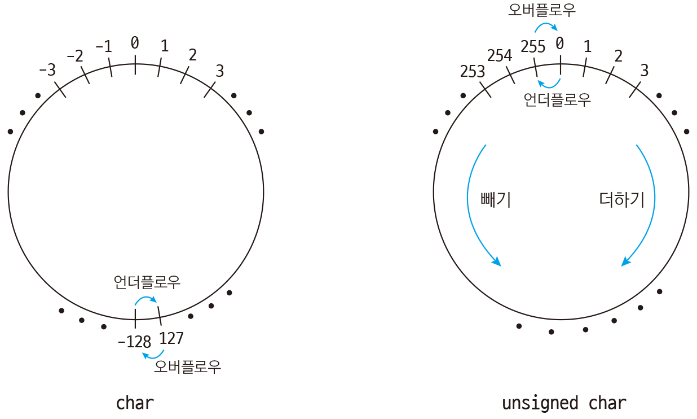 -3 -2 -1 0 1 2 3
언더플로우
-128 127
오버플로우
char
오버플로우
253 254 255 0 1 2 3
언더플로우
빼기 더하기
unsigned char